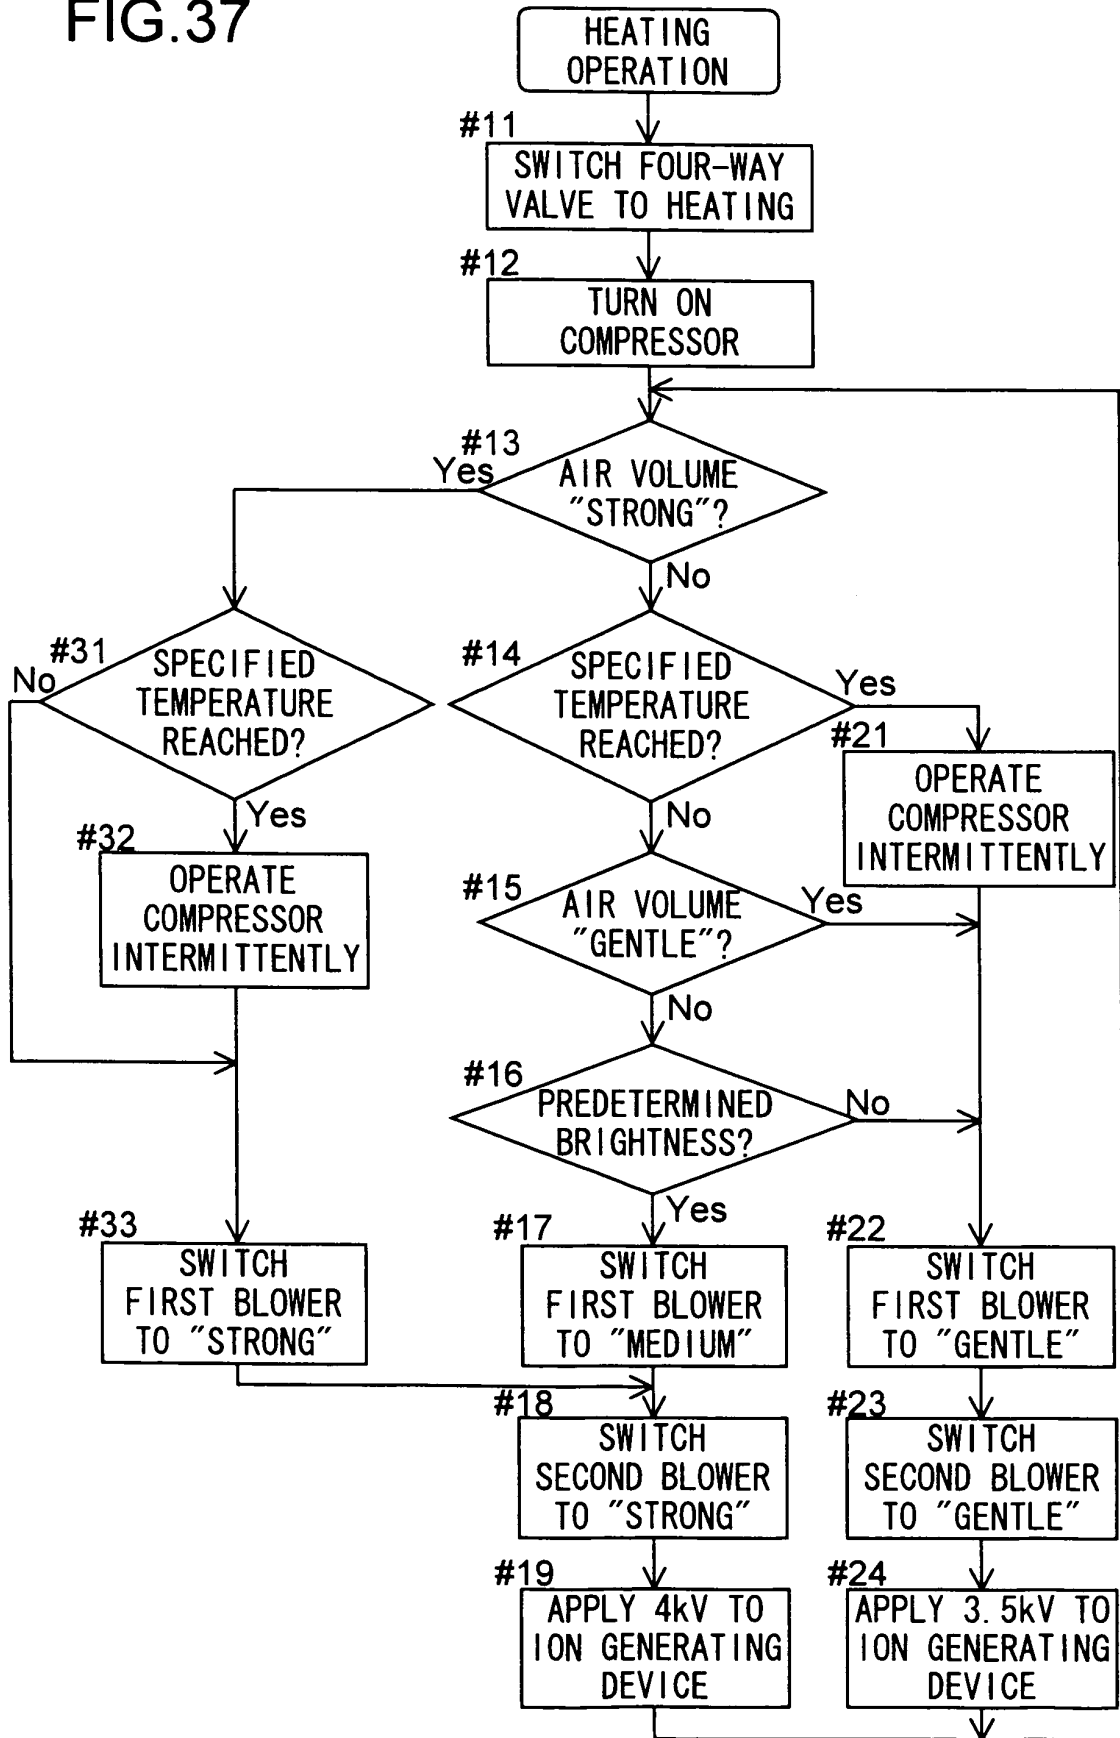 FIG.37
HEATING
OPERATION
#11
SWITCH FOUR-WAY
VALVE TO HEATING
#12
TURN ON
COMPRESSOR
#13
Yes
AIR VOLUME
"STRONG"?
No
#31
No
SPECIFIED
TEMPERATURE
REACHED?
Yes
#14
SPECIFIED
TEMPERATURE
REACHED?
Yes
No
#21
OPERATE
COMPRESSOR
INTERMITTENTLY
#32
OPERATE
COMPRESSOR
INTERMITTENTLY
#15
AIR VOLUME
"GENTLE"?
Yes
No
#16
PREDETERMINED
BRIGHTNESS?
No
Yes
#33
SWITCH
FIRST BLOWER
TO "STRONG"
#17
SWITCH
FIRST BLOWER
TO "MEDIUM"
#22
SWITCH
FIRST BLOWER
TO "GENTLE"
#18
SWITCH
SECOND BLOWER
TO "STRONG"
#23
SWITCH
SECOND BLOWER
TO "GENTLE"
#19
APPLY 4kV TO
ION GENERATING
DEVICE
#24
APPLY 3.5kV TO
ION GENERATING
DEVICE